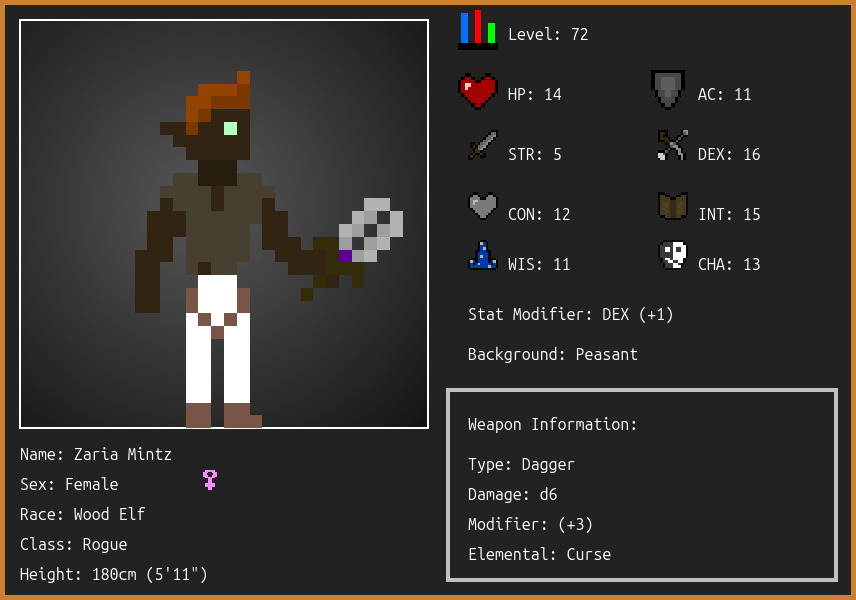 Level: 72
HP: 14
AC: 11
STR: 5
DEX: 16
CON: 12
INT: 15
WIS: 11
CHA: 13
Stat Modifier: DEX (+1)
Background: Peasant
Weapon Information:
Type: Dagger
Damage: d6
Modifier: (+3)
Elemental: Curse
Name: Zaria Mintz
Sex: Female
Race: Wood Elf
Class: Rogue
Height: 180cm (5'11")